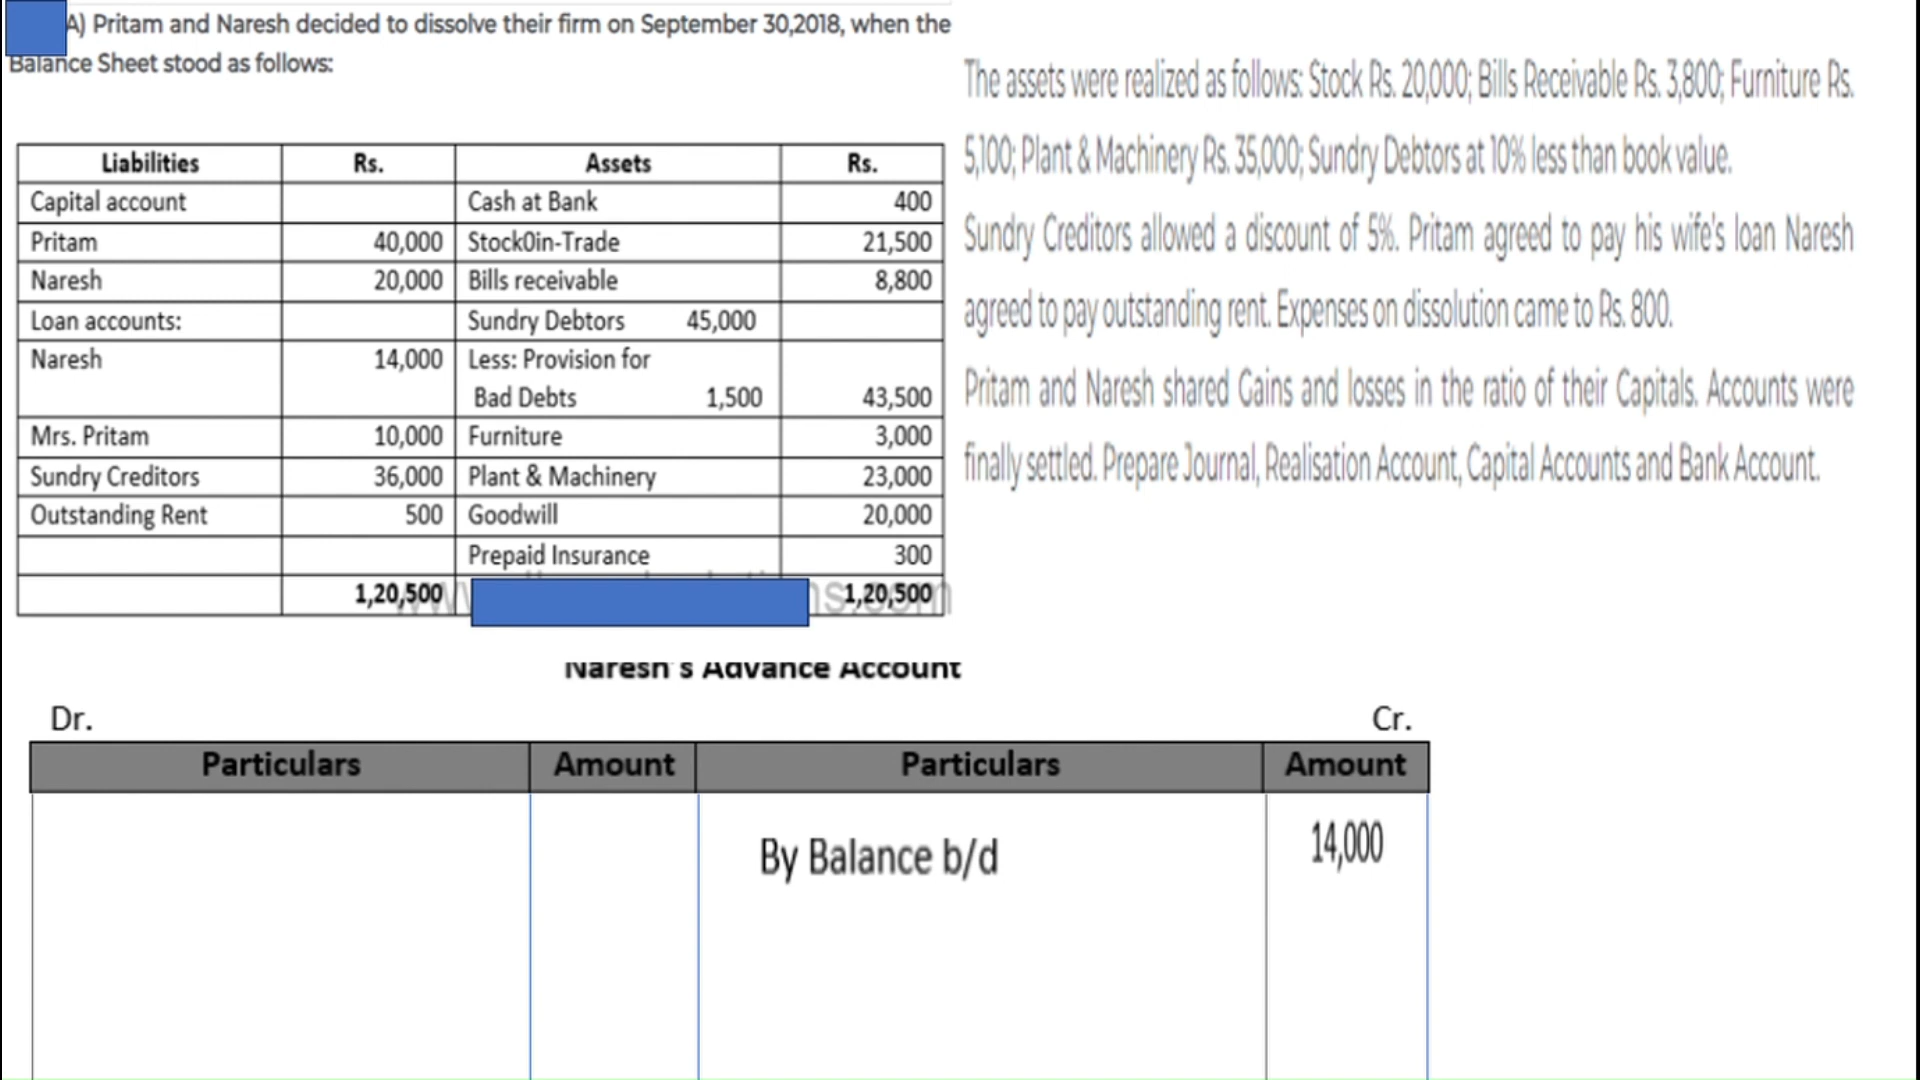 A) Pritam and Naresh decided to dissolve their firm on September 30,2018, when the
Balance Sheet stood as follows:
Liabilities Rs. Assets Rs.
Capital account Cash at Bank 400
Pritam 40,000 Stock0in-Trade 21,500
Naresh 20,000 Bills receivable 8,800
Loan accounts: Sundry Debtors 45,000
Naresh 14,000 Less: Provision for
Bad Debts 1,500 43,500
Mrs. Pritam 10,000 Furniture 3,000
Sundry Creditors 36,000 Plant & Machinery 23,000
Outstanding Rent 500 Goodwill 20,000
Prepaid Insurance 300
1,20,500 1,20,500
The assets were realized as follows: Stock Rs. 20,000; Bills Receivable Rs. 3,800; Furniture Rs.
5,100; Plant & Machinery Rs. 35,000; Sundry Debtors at 10% less than book value.
Sundry Creditors allowed a discount of 5%. Pritam agreed to pay his wife's loan Naresh
agreed to pay outstanding rent. Expenses on dissolution came to Rs. 800.
Pritam and Naresh shared Gains and losses in the ratio of their Capitals. Accounts were
finally settled. Prepare Journal, Realisation Account, Capital Accounts and Bank Account.
Naresh's Advance Account
Dr. Cr.
Particulars Amount Particulars Amount
By Balance b/d 14,000